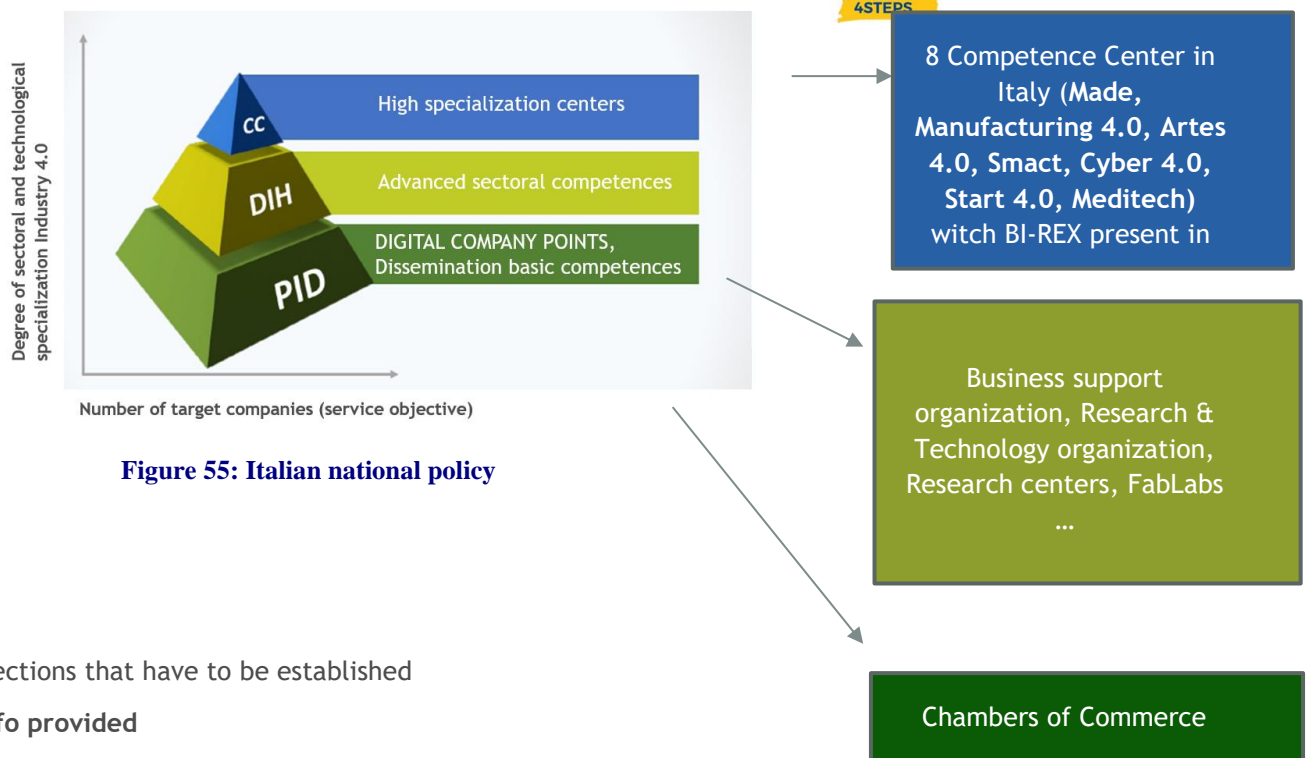 4STEPS
Degree of sectoral and technological
specialization Industry 4.0
CC
High specialization centers
DIH
Advanced sectoral competences
PID
DIGITAL COMPANY POINTS,
Dissemination basic competences
Number of target companies (service objective)
Figure 55: Italian national policy
8 Competence Center in
Italy (Made,
Manufacturing 4.0, Artes
4.0, Smact, Cyber 4.0,
Start 4.0, Meditech)
witch BI-REX present in
Business support
organization, Research &
Technology organization,
Research centers, FabLabs
...
ections that have to be established
fo provided
Chambers of Commerce